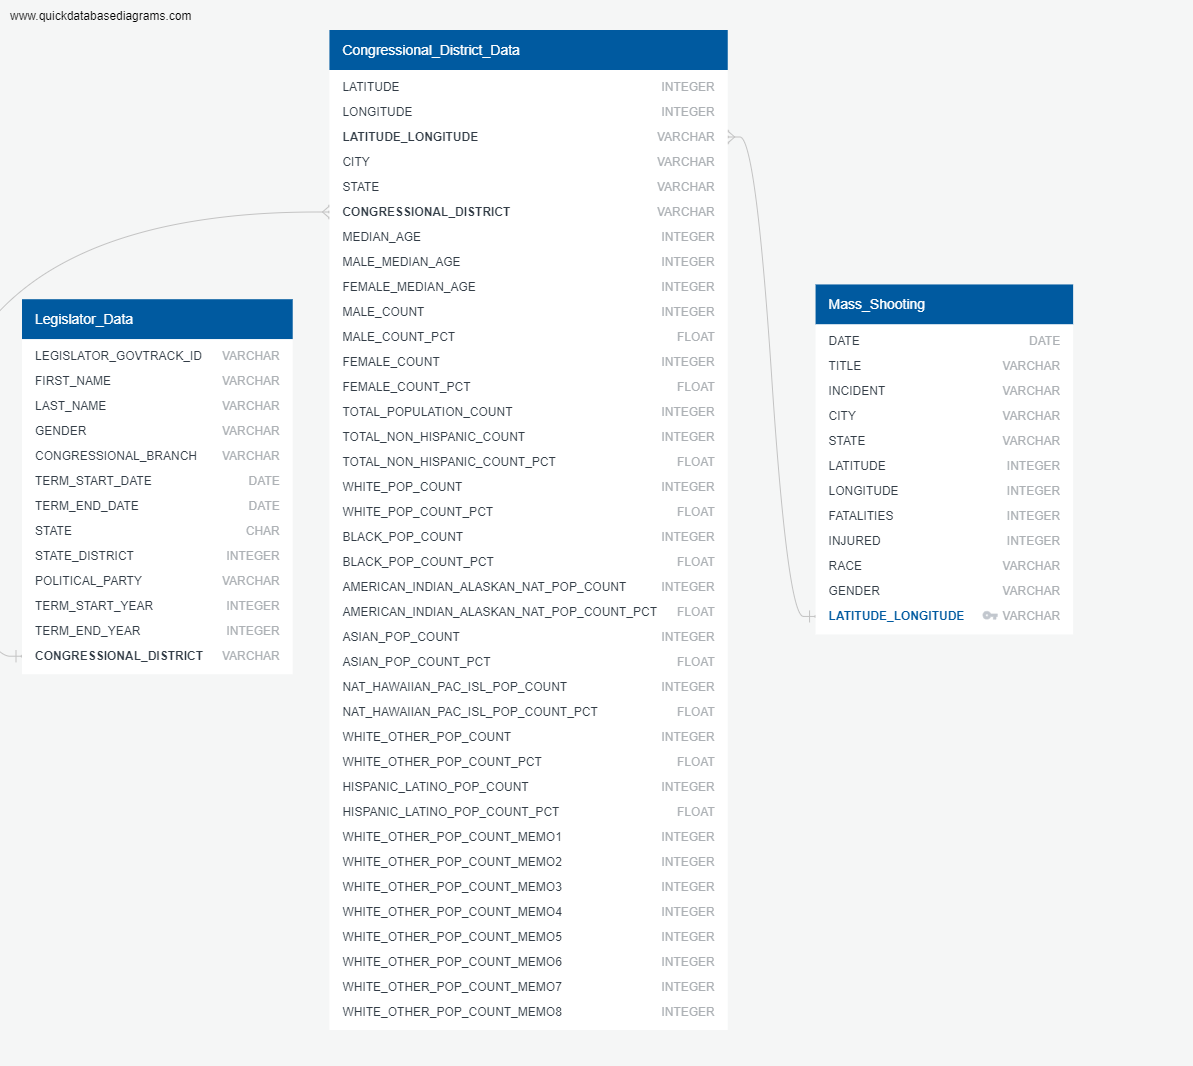 www.quickdatabasediagrams.com
Congressional_District_Data
LATITUDE INTEGER
LONGITUDE INTEGER
LATITUDE_LONGITUDE VARCHAR
CITY VARCHAR
STATE VARCHAR
CONGRESSIONAL_DISTRICT VARCHAR
MEDIAN_AGE INTEGER
MALE_MEDIAN_AGE INTEGER
FEMALE_MEDIAN_AGE INTEGER
MALE_COUNT INTEGER
MALE_COUNT_PCT FLOAT
FEMALE_COUNT INTEGER
FEMALE_COUNT_PCT FLOAT
TOTAL_POPULATION_COUNT INTEGER
TOTAL_NON_HISPANIC_COUNT INTEGER
TOTAL_NON_HISPANIC_COUNT_PCT FLOAT
WHITE_POP_COUNT INTEGER
WHITE_POP_COUNT_PCT FLOAT
BLACK_POP_COUNT INTEGER
BLACK_POP_COUNT_PCT FLOAT
AMERICAN_INDIAN_ALASKAN_NAT_POP_COUNT INTEGER
AMERICAN_INDIAN_ALASKAN_NAT_POP_COUNT_PCT FLOAT
ASIAN_POP_COUNT INTEGER
ASIAN_POP_COUNT_PCT FLOAT
NAT_HAWAIIAN_PAC_ISL_POP_COUNT INTEGER
NAT_HAWAIIAN_PAC_ISL_POP_COUNT_PCT FLOAT
WHITE_OTHER_POP_COUNT INTEGER
WHITE_OTHER_POP_COUNT_PCT FLOAT
HISPANIC_LATINO_POP_COUNT INTEGER
HISPANIC_LATINO_POP_COUNT_PCT FLOAT
WHITE_OTHER_POP_COUNT_MEMO1 INTEGER
WHITE_OTHER_POP_COUNT_MEMO2 INTEGER
WHITE_OTHER_POP_COUNT_MEMO3 INTEGER
WHITE_OTHER_POP_COUNT_MEMO4 INTEGER
WHITE_OTHER_POP_COUNT_MEMO5 INTEGER
WHITE_OTHER_POP_COUNT_MEMO6 INTEGER
WHITE_OTHER_POP_COUNT_MEMO7 INTEGER
WHITE_OTHER_POP_COUNT_MEMO8 INTEGER
Legislator_Data
LEGISLATOR_GOVTRACK_ID VARCHAR
FIRST_NAME VARCHAR
LAST_NAME VARCHAR
GENDER VARCHAR
CONGRESSIONAL_BRANCH VARCHAR
TERM_START_DATE DATE
TERM_END_DATE DATE
STATE CHAR
STATE_DISTRICT INTEGER
POLITICAL_PARTY VARCHAR
TERM_START_YEAR INTEGER
TERM_END_YEAR INTEGER
CONGRESSIONAL_DISTRICT VARCHAR
Mass_Shooting
DATE DATE
TITLE VARCHAR
INCIDENT VARCHAR
CITY VARCHAR
STATE VARCHAR
LATITUDE INTEGER
LONGITUDE INTEGER
FATALITIES INTEGER
INJURED INTEGER
RACE VARCHAR
GENDER VARCHAR
LATITUDE_LONGITUDE VARCHAR